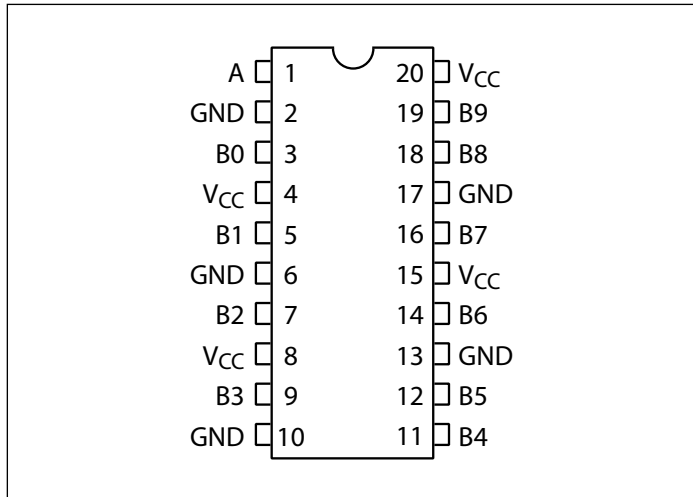 A 1 20 VCC
GND 2 19 B9
B0 3 18 B8
VCC 4 17 GND
B1 5 16 B7
GND 6 15 VCC
B2 7 14 B6
VCC 8 13 GND
B3 9 12 B5
GND 10 11 B4